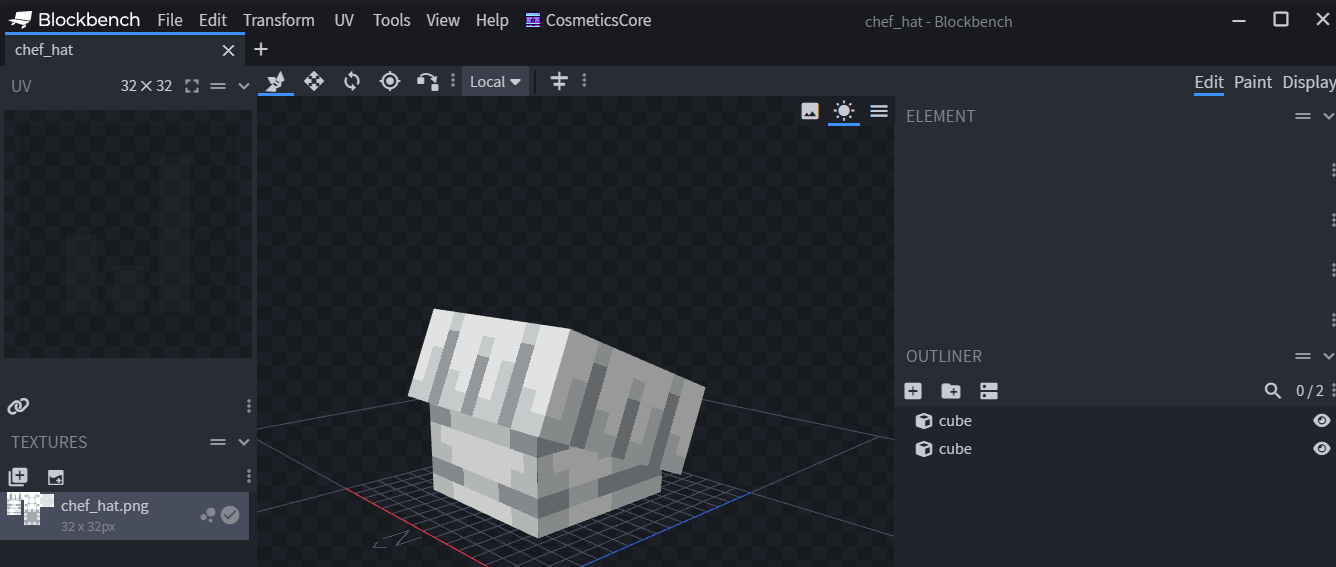 Blockbench File Edit Transform UV Tools View Help CosmeticsCore chef_hat - Blockbench
chef_hat
UV 32 × 32 Local Edit Paint Display
ELEMENT
OUTLINER
0 / 2
cube
cube
TEXTURES
chef_hat.png
32 x 32px